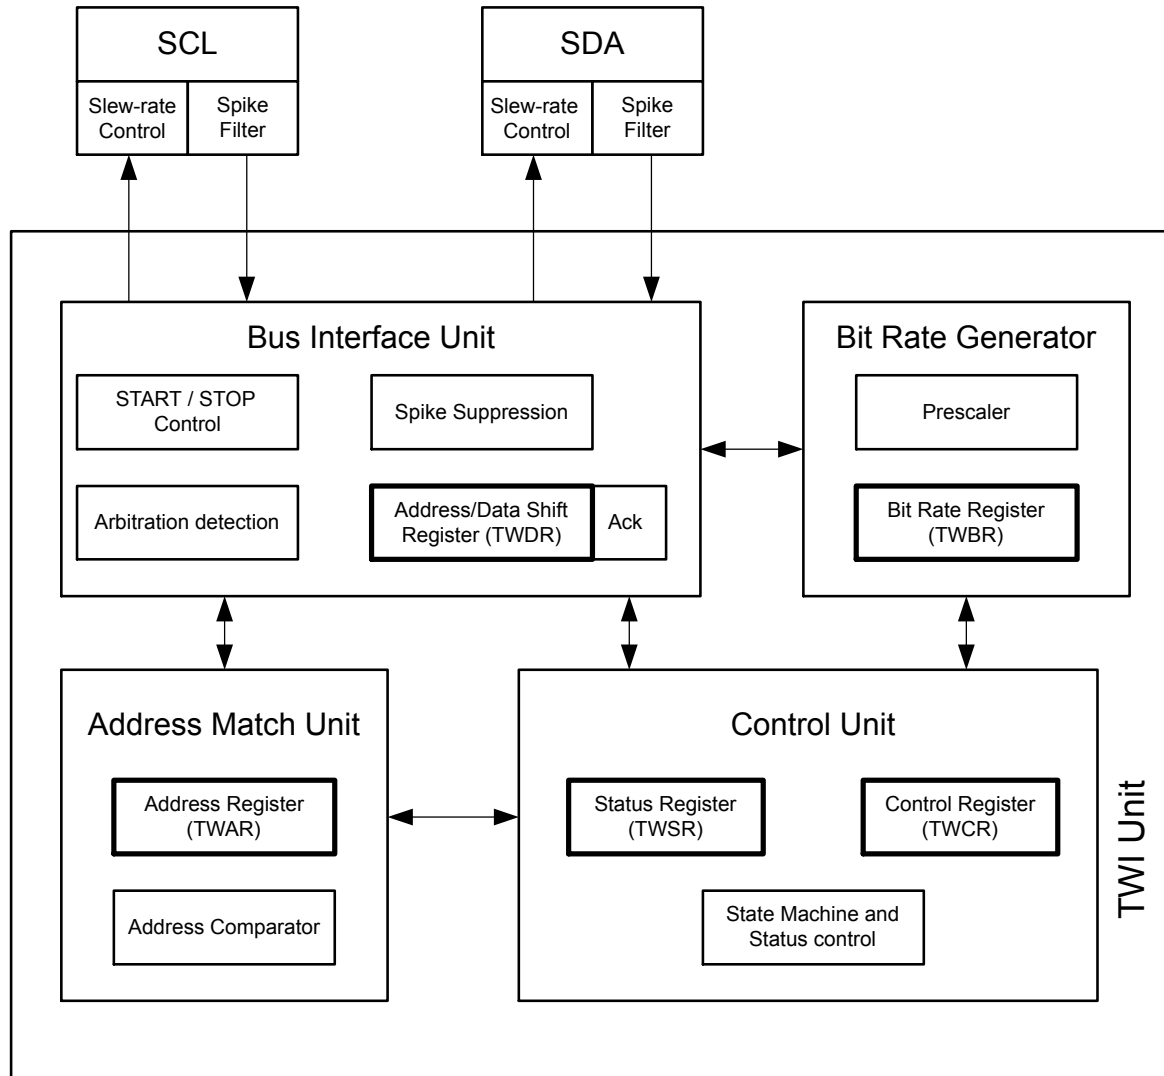 SCL
Slew-rate
Control
Spike
Filter
SDA
Slew-rate
Control
Spike
Filter
Bus Interface Unit
START / STOP
Control
Spike Suppression
Arbitration detection
Address/Data Shift
Register (TWDR)
Ack
Bit Rate Generator
Prescaler
Bit Rate Register
(TWBR)
Address Match Unit
Address Register
(TWAR)
Address Comparator
Control Unit
Status Register
(TWSR)
Control Register
(TWCR)
State Machine and
Status control
TWI Unit